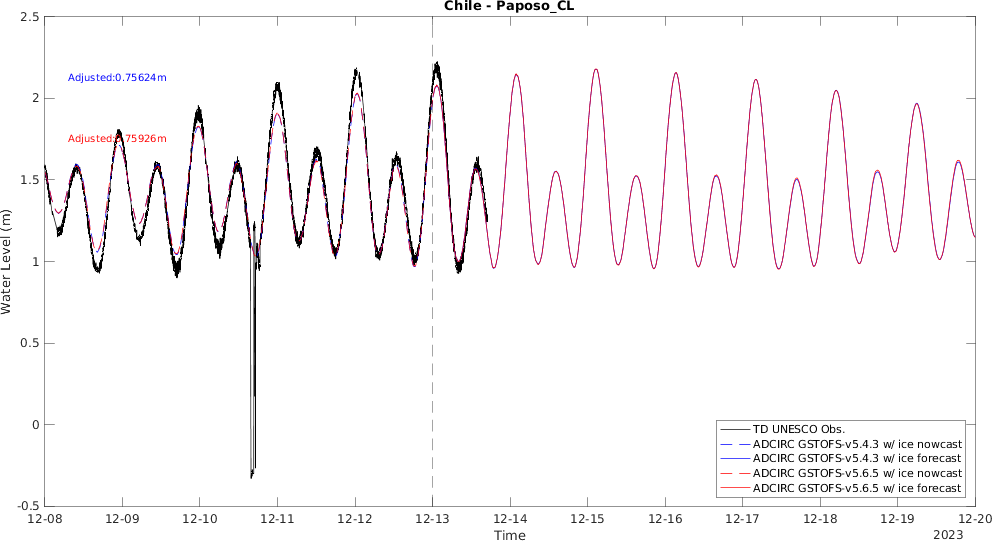 Chile - Paposo_CL
2.5
2
1.5
1
0.5
0
-0.5
Water Level (m)
Adjusted:0.75624m
Adjusted:0.75926m
TD UNESCO Obs.
ADCIRC GSTOFS-v5.4.3 w/ ice nowcast
ADCIRC GSTOFS-v5.4.3 w/ ice forecast
ADCIRC GSTOFS-v5.6.5 w/ ice nowcast
ADCIRC GSTOFS-v5.6.5 w/ ice forecast
12-08 12-09 12-10 12-11 12-12 12-13 12-14 12-15 12-16 12-17 12-18 12-19 12-20
Time
2023